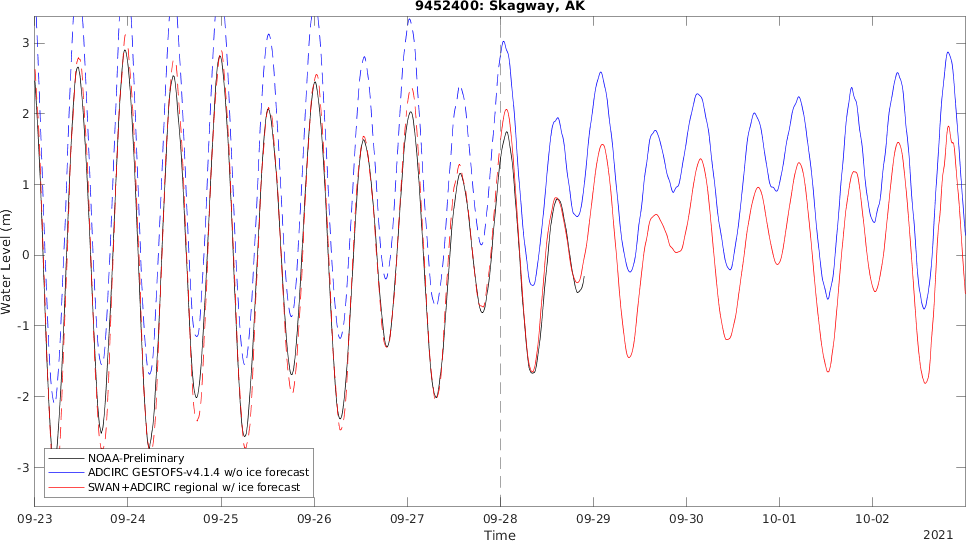 9452400: Skagway, AK
Water Level (m)
3
2
1
0
-1
-2
-3
NOAA-Preliminary
ADCIRC GESTOFS-v4.1.4 w/o ice forecast
SWAN+ADCIRC regional w/ ice forecast
09-23 09-24 09-25 09-26 09-27 09-28 09-29 09-30 10-01 10-02
Time
2021